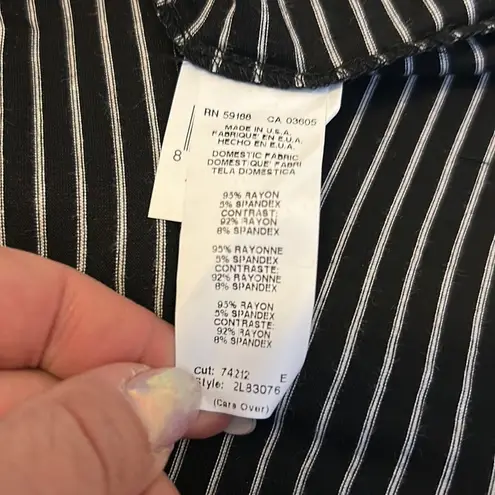 RN 59188 CA 03605
MADE IN U.S.A.
FABRIQUE' EN E.U.A.
HECHO EN E.U.A.
8
DOMESTIC FABRIC
DOMESTIQUE' FABRI
TELA DOMESTICA
95% RAYON
5% SPANDEX
CONTRAST:
92% RAYON
8% SPANDEX
95% RAYONNE
5% SPANDEX
CONTRASTE:
92% RAYONNE
8% SPANDEX
95% RAYON
5% SPANDEX
CONTRASTE:
92% RAYON
8% SPANDEX
Cut: 74212 E
Style: 2L83076
(Care Over)